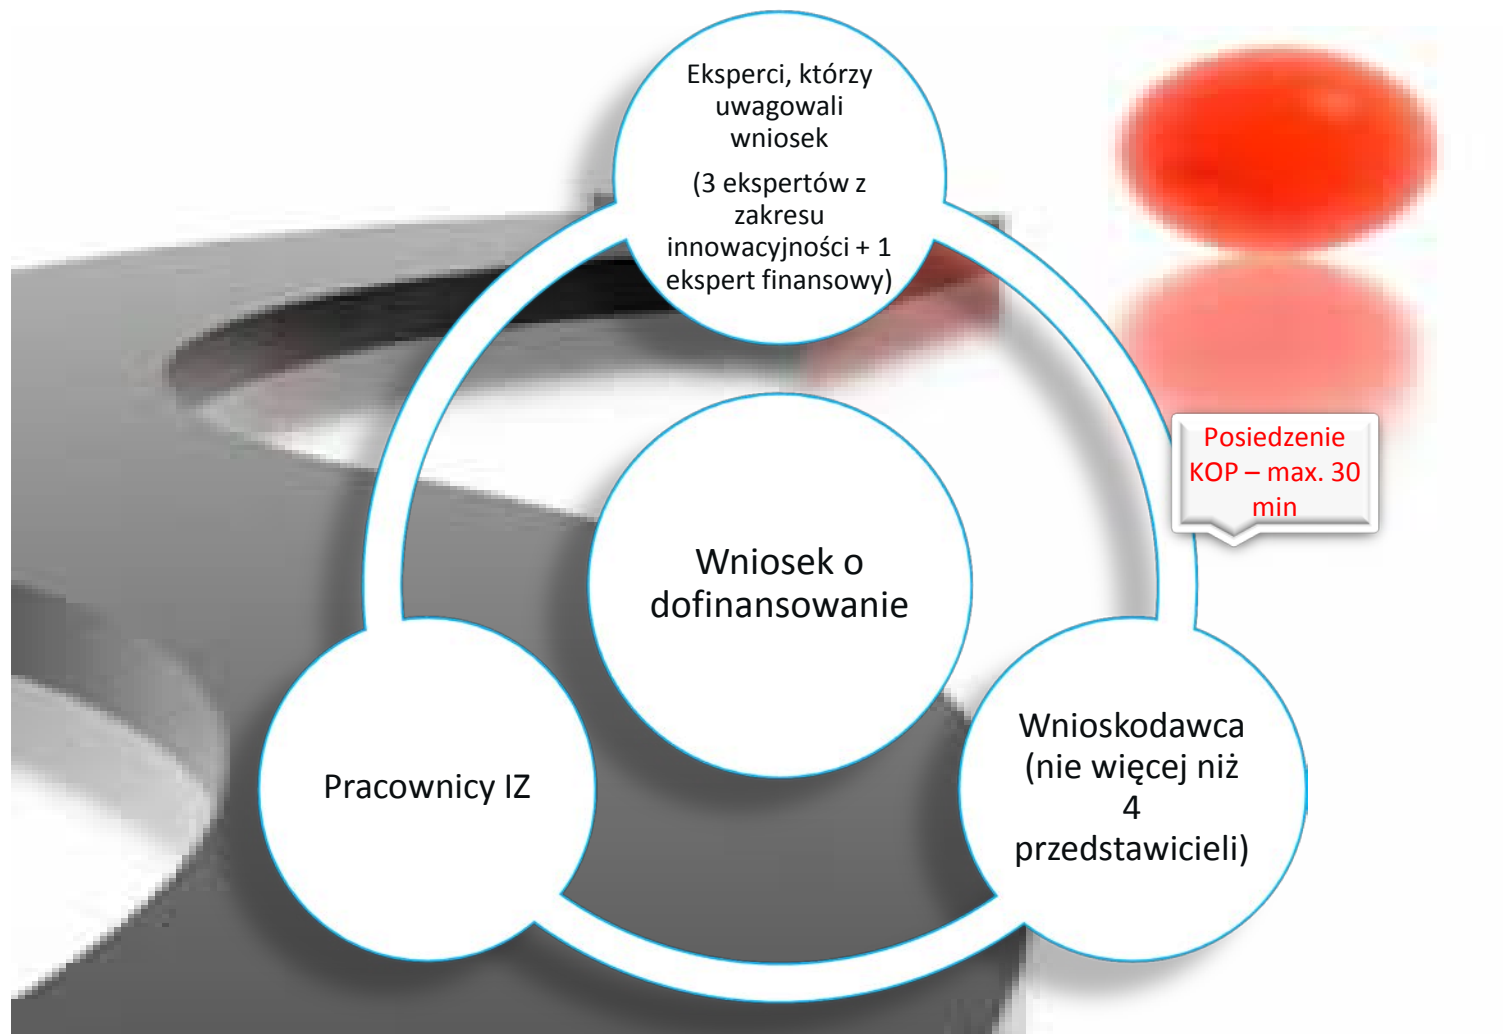 Eksperci, którzy
uwagowali
wniosek
(3 ekspertów z
zakresu
innowacyjności + 1
ekspert finansowy)
Posiedzenie
KOP – max. 30
min
Wniosek o
dofinansowanie
Wnioskodawca
(nie więcej niż
4
przedstawicieli)
Pracownicy IZ